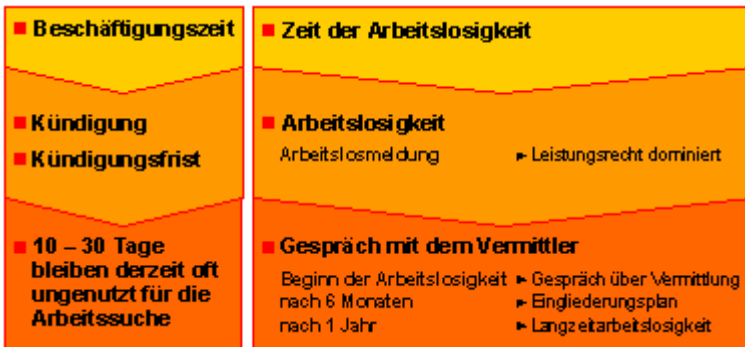 Beschäftigungszeit
Kündigung
Kündigungsfrist
10 – 30 Tage
bleiben derzeit oft
ungenutzt für die
Arbeitssuche
Zeit der Arbeitslosigkeit
Arbeitslosigkeit
Arbeitslosmeldung ► Leistungsrecht dominiert
Gespräch mit dem Vermittler
Beginn der Arbeitslosigkeit ► Gespräch über Vermittlung
nach 6 Monaten ► Eingliederungsplan
nach 1 Jahr ► Langzeitarbeitslosigkeit